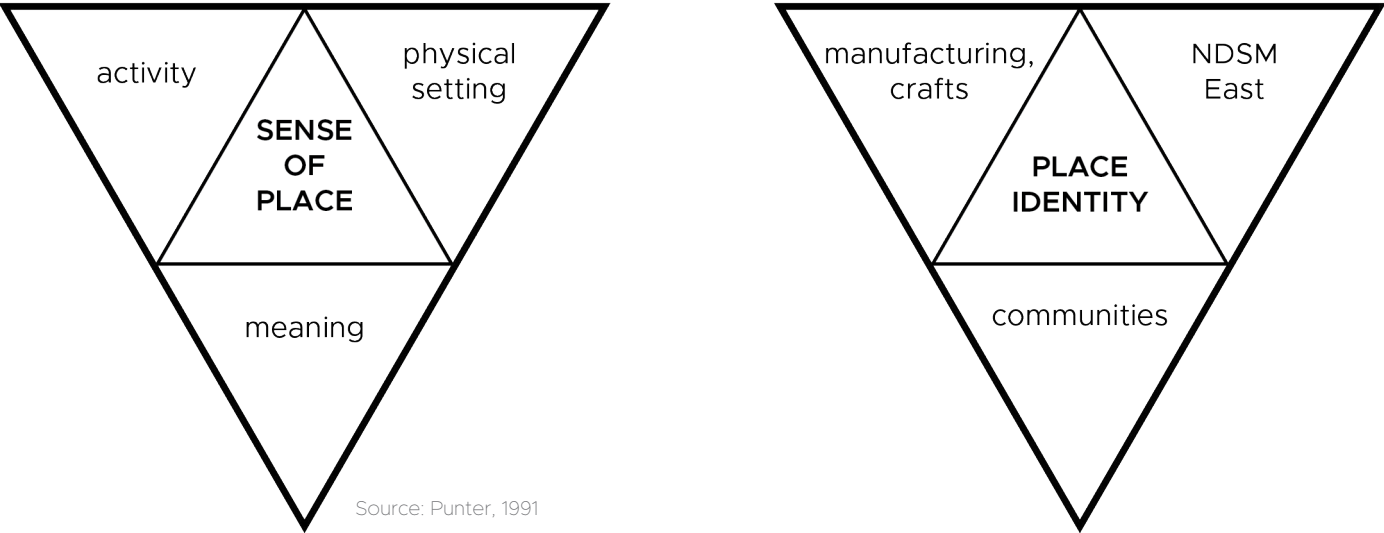 activity
physical
setting
SENSE
OF
PLACE
meaning
Source: Punter, 1991
manufacturing,
crafts
NDSM
East
PLACE
IDENTITY
communities